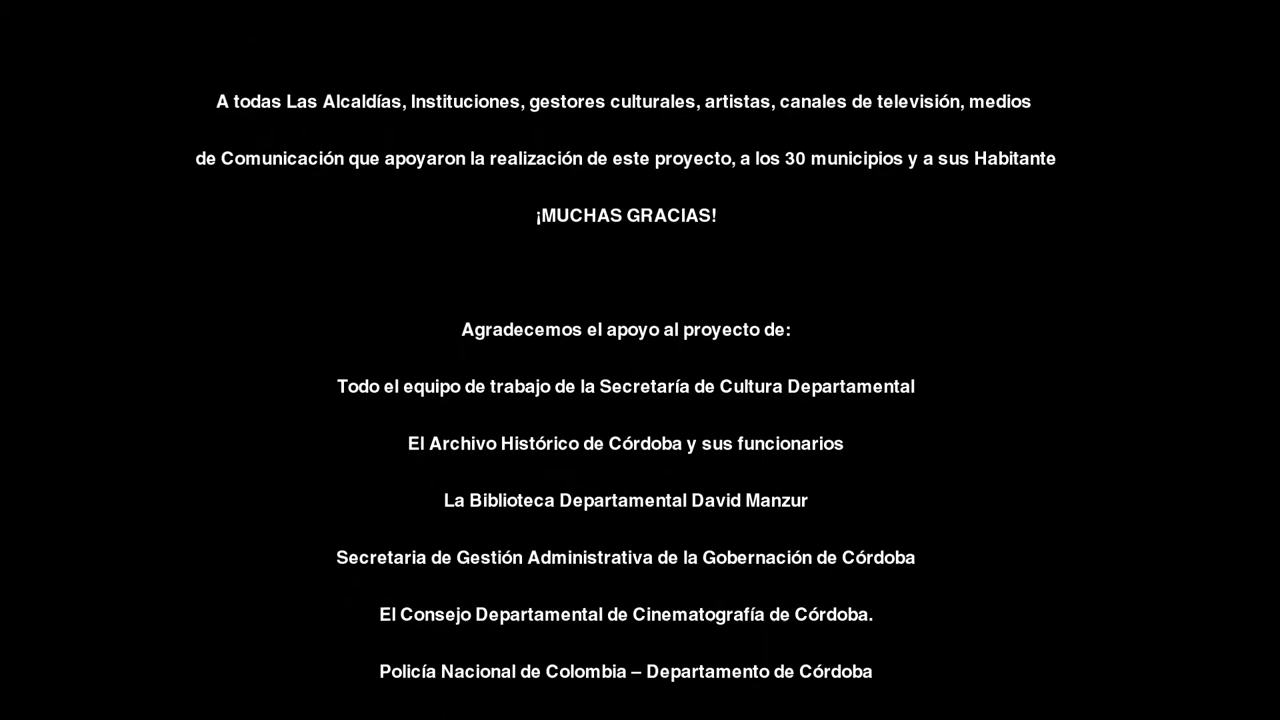 A todas Las Alcaldías, Instituciones, gestores culturales, artistas, canales de televisión, medios
de Comunicación que apoyaron la realización de este proyecto, a los 30 municipios y a sus Habitante
¡MUCHAS GRACIAS!
Agradecemos el apoyo al proyecto de:
Todo el equipo de trabajo de la Secretaría de Cultura Departamental
El Archivo Histórico de Córdoba y sus funcionarios
La Biblioteca Departamental David Manzur
Secretaria de Gestión Administrativa de la Gobernación de Córdoba
El Consejo Departamental de Cinematografía de Córdoba.
Policía Nacional de Colombia – Departamento de Córdoba